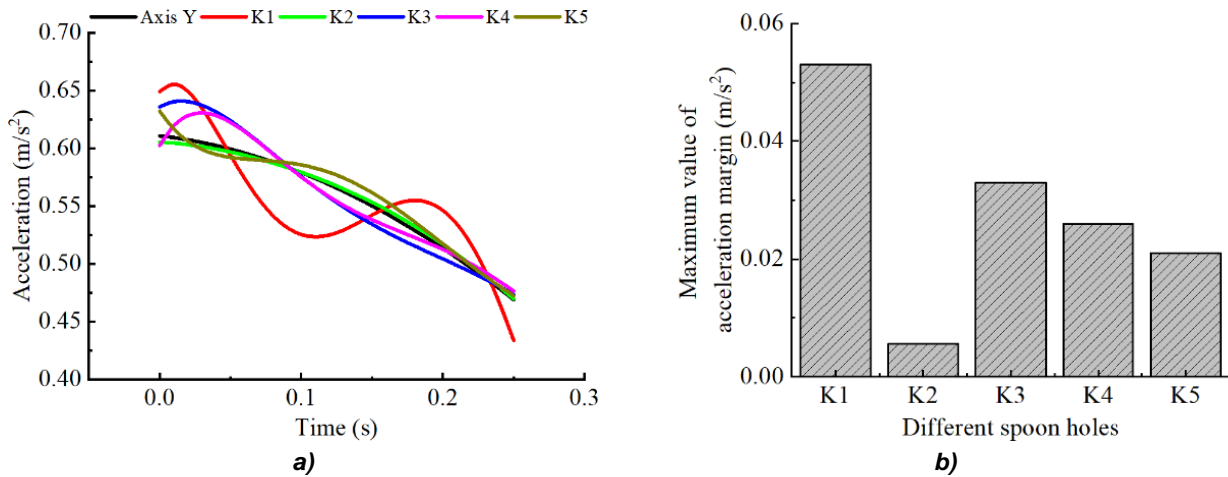 Axis Y K1 K2 K3 K4 K5
0.70
0.65
0.60
0.55
0.50
0.45
0.40
Acceleration (m/s²)
0.0 0.1 0.2 0.3
Time (s)
a)
0.06
0.04
0.02
0.00
Maximum value of
acceleration margin (m/s²)
K1 K2 K3 K4 K5
Different spoon holes
b)